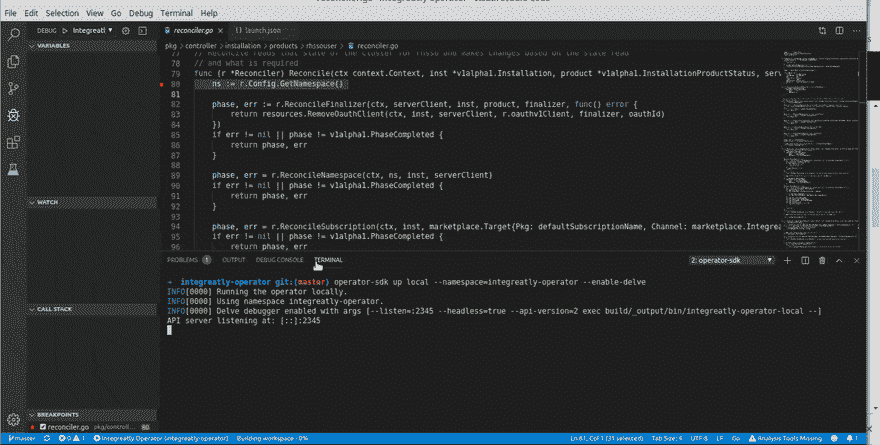 File Edit Selection View Go Debug Terminal Help
DEBUG Integreatl
reconciler.go launch.json
VARIABLES
pkg controller installation products rhssouser reconciler.go
78 // and what is required
79 func (r *Reconciler) Reconcile(ctx context.Context, inst *v1alpha1.Installation, product *v1alpha1.InstallationProductStatus, serv
80 ns := r.Config.GetNamespace()
81
82 phase, err := r.ReconcileFinalizer(ctx, serverClient, inst, product, finalizer, func() error {
83 return resources.RemoveOauthClient(ctx, inst, serverClient, r.oauthv1Client, finalizer, oauthId)
84 })
85 if err != nil || phase != v1alpha1.PhaseCompleted {
86 return phase, err
87 }
88
89 phase, err = r.ReconcileNamespace(ctx, ns, inst, serverClient)
90 if err != nil || phase != v1alpha1.PhaseCompleted {
91 return phase, err
92 }
93
94 phase, err = r.ReconcileSubscription(ctx, inst, marketplace.Target{Pkg: defaultSubscriptionName, Channel: marketplace.Integrea
95 if err != nil || phase != v1alpha1.PhaseCompleted {
96 return phase, err
WATCH
PROBLEMS 1 OUTPUT DEBUG CONSOLE TERMINAL 2: operator-sdk
→ integreatly-operator git:(master) operator-sdk up local --namespace=integreatly-operator --enable-delve
INFO[0000] Running the operator locally.
INFO[0000] Using namespace integreatly-operator.
INFO[0000] Delve debugger enabled with args [--listen=:2345 --headless=true --api-version=2 exec build/_output/bin/integreatly-operator-local --]
API server listening at: [::]:2345
CALL STACK
BREAKPOINTS
reconciler.go pkg/controll... 80
master 0 1 Integreatly Operator (integreatly-operator) Building workspace - 0% Ln 81, Col 1 (31 selected) Tab Size: 4 UTF-8 LF Go Analysis Tools Missing 1